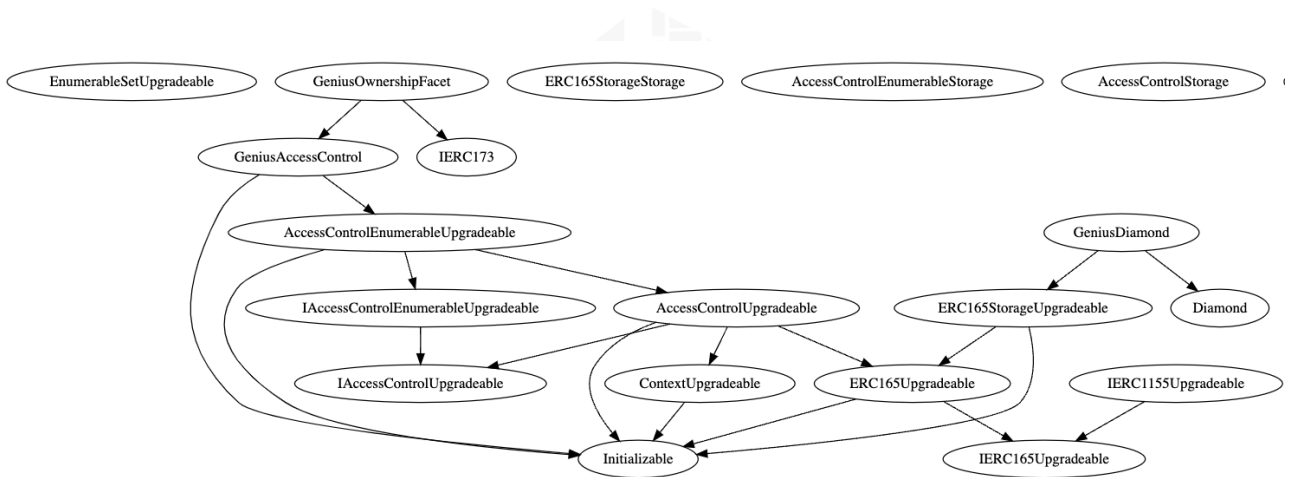 EnumerableSetUpgradeable
GeniusOwnershipFacet
ERC165StorageStorage
AccessControlEnumerableStorage
AccessControlStorage
GeniusAccessControl
IERC173
AccessControlEnumerableUpgradeable
GeniusDiamond
IAccessControlEnumerableUpgradeable
AccessControlUpgradeable
ERC165StorageUpgradeable
Diamond
IAccessControlUpgradeable
ContextUpgradeable
ERC165Upgradeable
IERC1155Upgradeable
Initializable
IERC165Upgradeable